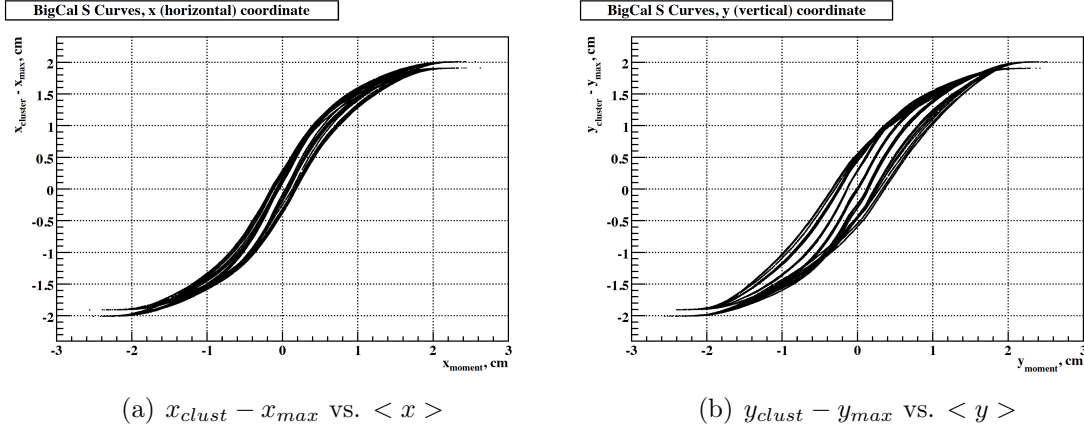 BigCal S Curves, x (horizontal) coordinate
x_cluster - x_max, cm
2
1.5
1
0.5
0
-0.5
-1
-1.5
-2
-3 -2 -1 0 1 2 3
x_moment, cm
(a) x_clust − x_max vs. < x >
BigCal S Curves, y (vertical) coordinate
y_cluster - y_max, cm
2
1.5
1
0.5
0
-0.5
-1
-1.5
-2
-3 -2 -1 0 1 2 3
y_moment, cm
(b) y_clust − y_max vs. < y >